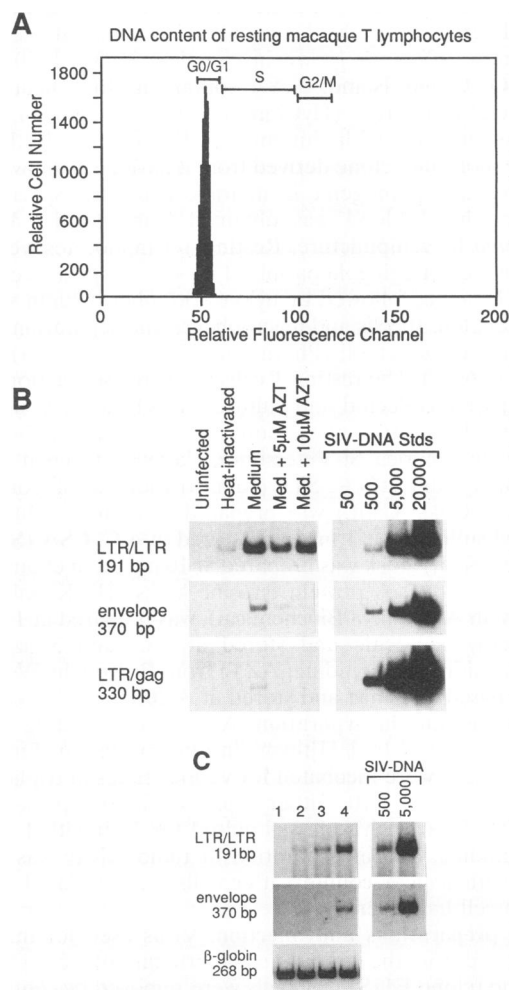 A
DNA content of resting macaque T lymphocytes
G0/G1
S
G2/M
1800
1400
1000
600
200
0
Relative Cell Number
0
50
100
150
200
Relative Fluorescence Channel
B
Uninfected
Heat-inactivated
Medium
Med. + 5μM AZT
Med. + 10μM AZT
SIV-DNA Stds
50
500
5,000
20,000
LTR/LTR
191 bp
envelope
370 bp
LTR/gag
330 bp
C
SIV-DNA
1 2 3 4
500
5,000
LTR/LTR
191bp
envelope
370 bp
β-globin
268 bp